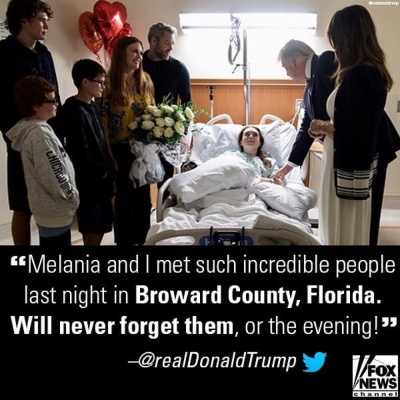 @realdonaldtrump
“Melania and I met such incredible people
last night in Broward County, Florida.
Will never forget them, or the evening!”
–@realDonaldTrump
FOX
NEWS
channel